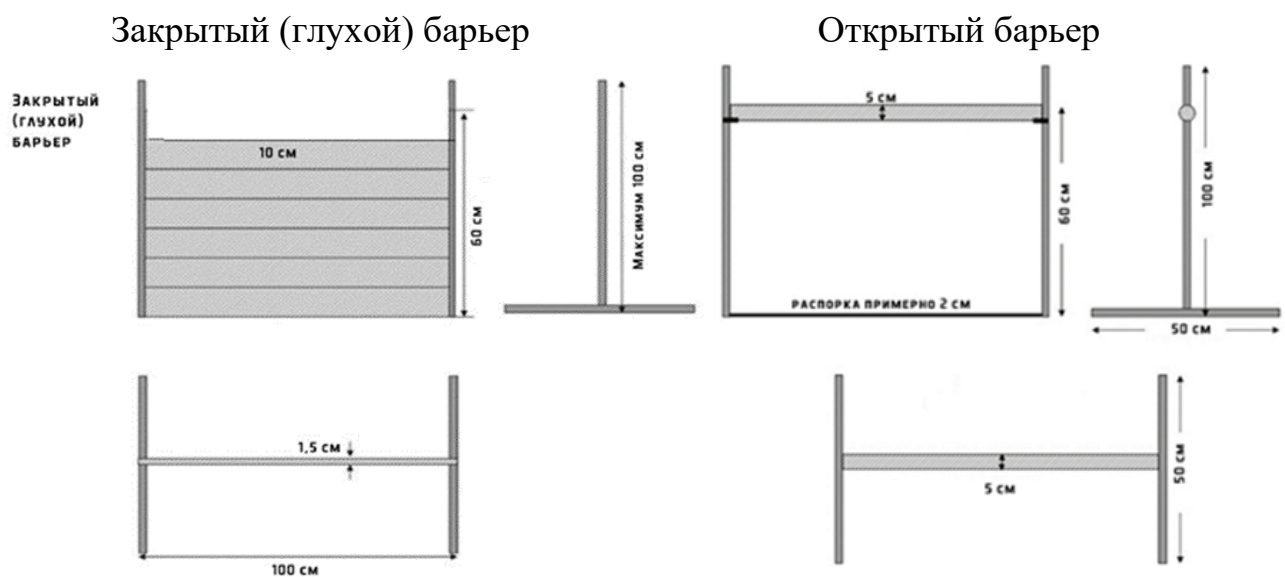 Закрытый (глухой) барьер
Открытый барьер
ЗАКРЫТЫЙ
(ГЛУХОЙ)
БАРЬЕР
10 см
60 см
МАКСИМУМ 100 см
5 см
60 см
РАСПОРКА ПРИМЕРНО 2 см
100 см
50 см
1,5 см
100 см
5 см
50 см